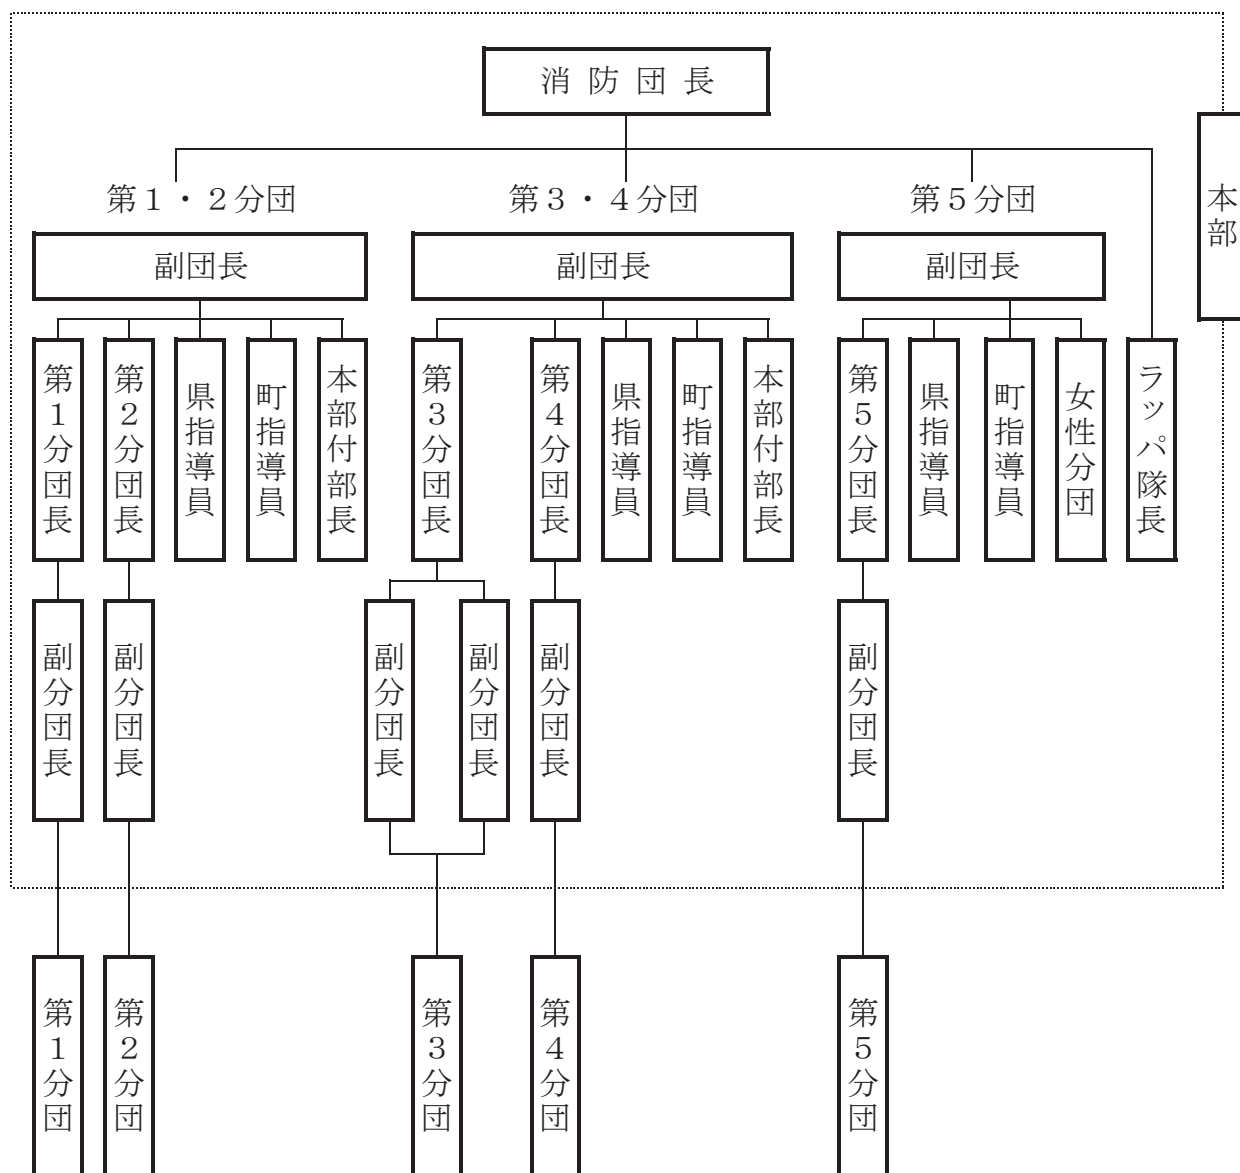 消防団長
本部
第１・２分団
第３・４分団
第５分団
副団長
副団長
副団長
第１分団長
第２分団長
県指導員
町指導員
本部付部長
第３分団長
第４分団長
県指導員
町指導員
本部付部長
第５分団長
県指導員
町指導員
女性分団
ラッパ隊長
副分団長
副分団長
副分団長
副分団長
副分団長
副分団長
第１分団
第２分団
第３分団
第４分団
第５分団